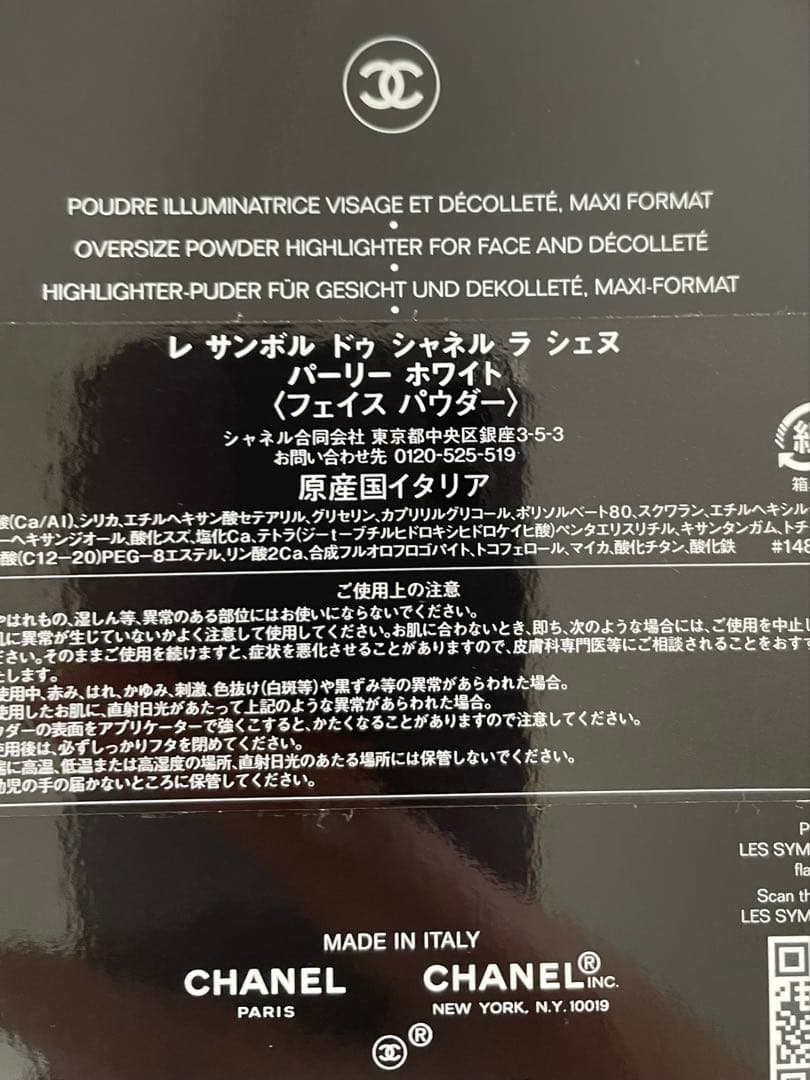 POUDRE ILLUMINATRICE VISAGE ET DÉCOLLETÉ, MAXI FORMAT
•
OVERSIZE POWDER HIGHLIGHTER FOR FACE AND DÉCOLLETÉ
•
HIGHLIGHTER-PUDER FÜR GESICHT UND DEKOLLETÉ, MAXI-FORMAT
•
レ サンボル ドゥ シャネル ラ シェヌ
パーリー ホワイト
〈フェイス パウダー〉
シャネル合同会社 東京都中央区銀座3-5-3
お問い合わせ先 0120-525-519
原産国イタリア
酸(Ca/Al)、シリカ、エチルヘキサン酸セテアリル、グリセリン、カプリリルグリコール、ポリソルベート80、スクワラン、エチルヘキシル
ーヘキサンジオール、酸化スズ、塩化Ca、テトラ(ジーtーブチルヒドロキシヒドロケイヒ酸)ペンタエリスリチル、キサンタンガム、トデ
酸(C12−20)PEG−8エステル、リン酸2Ca、合成フルオロフロゴパイト、トコフェロール、マイカ、酸化チタン、酸化鉄 #148
ご使用上の注意
やはれもの、湿しん等、異常のある部位にはお使いにならないでください。
肌に異常が生じていないかよく注意して使用してください。お肌に合わないとき、即ち、次のような場合には、ご使用を中止し
ださい。そのままご使用を続けますと、症状を悪化させることがありますので、皮膚科専門医等にご相談されることをおす
たします。
使用中、赤み、はれ、かゆみ、刺激、色抜け(白斑等)や黒ずみ等の異常があらわれた場合。
使用したお肌に、直射日光があたって上記のような異常があらわれた場合。
ウダーの表面をアプリケーターで強くこすると、かたくなることがありますので注意してください。
使用後は、必ずしっかりフタを閉めてください。
端に高温、低温または高湿度の場所、直射日光のあたる場所には保管しないでください。
幼児の手の届かないところに保管してください。
箱
P
LES SYM
fla
Scan th
LES SYM
MADE IN ITALY
CHANEL
PARIS
CHANEL® INC.
NEW YORK, N.Y. 10019
®